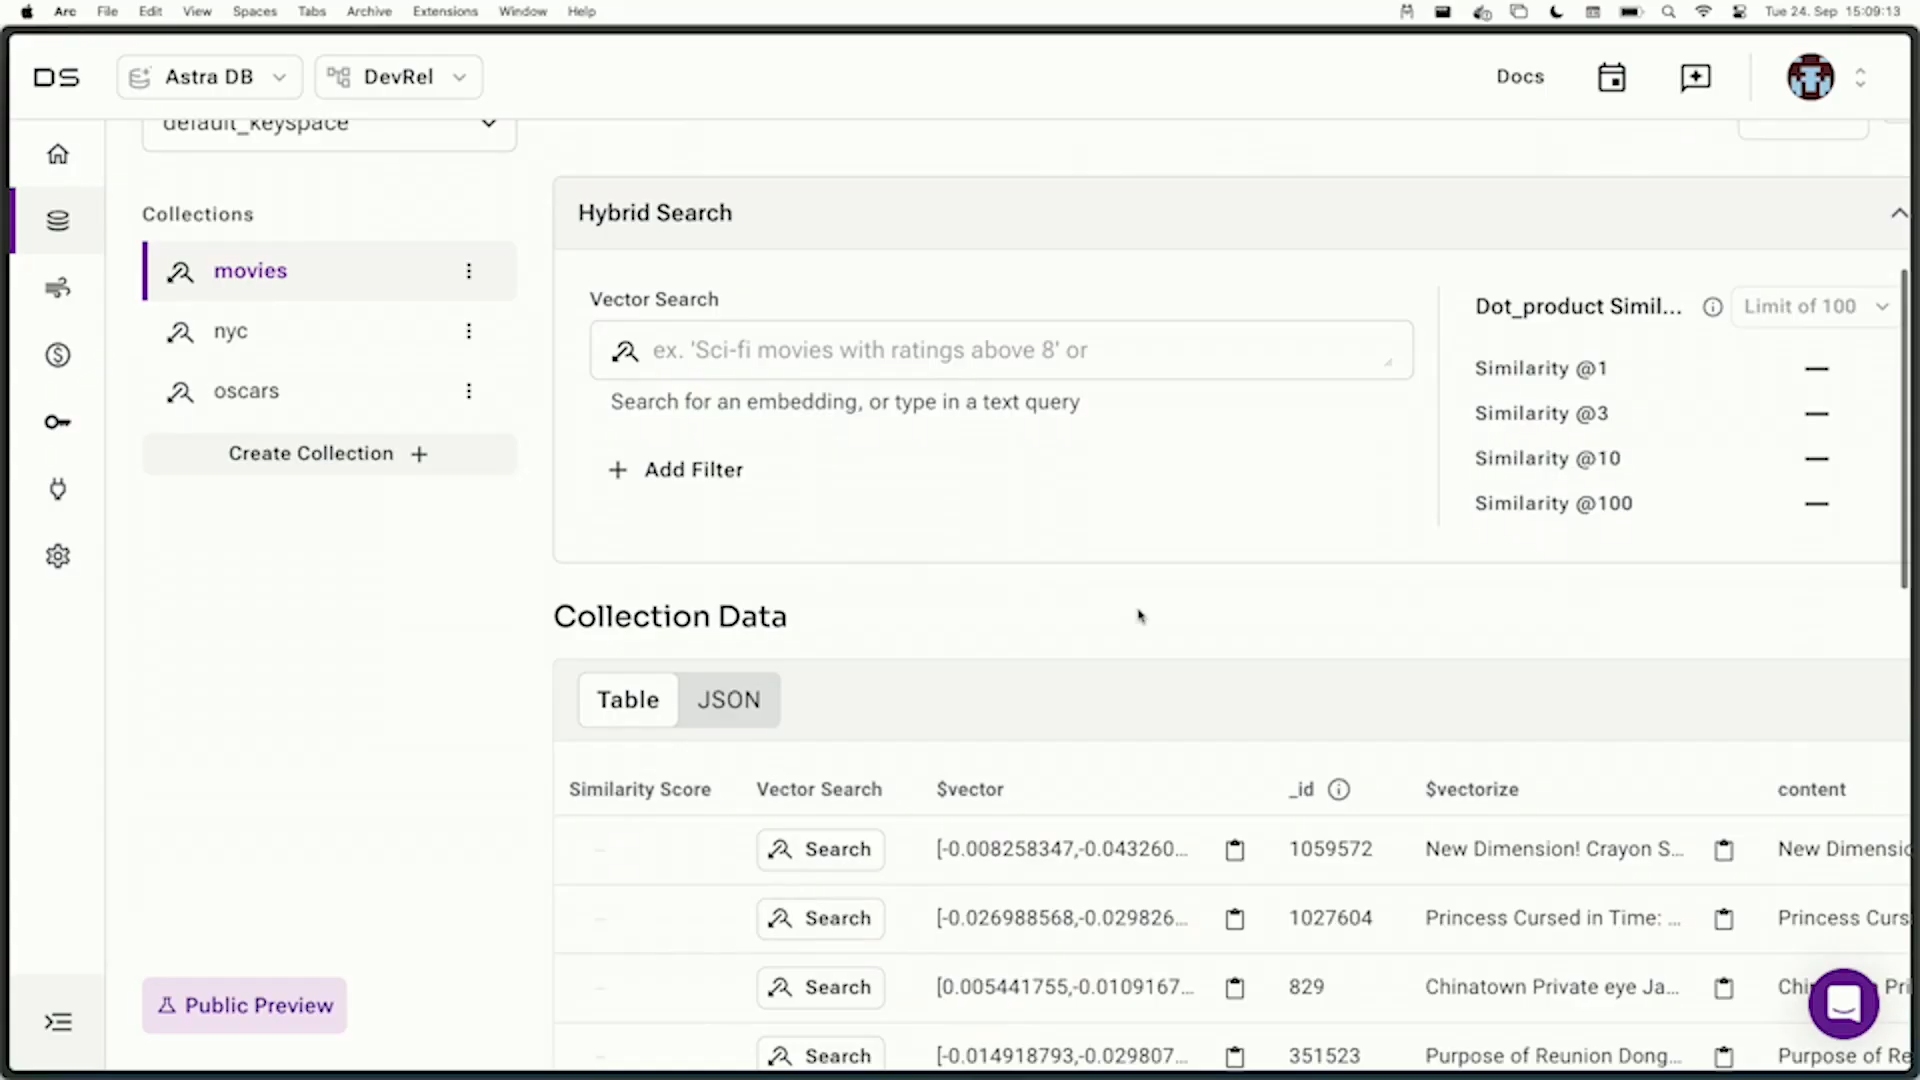 Arc File Edit View Spaces Tabs Archive Extensions Window Help Tue 24. Sep 15:09:13
DS Astra DB DevRel Docs
default_keyspace
Collections
movies
nyc
oscars
Create Collection +
Public Preview
Hybrid Search
Vector Search
ex. 'Sci-fi movies with ratings above 8' or
Search for an embedding, or type in a text query
+ Add Filter
Dot_product Simil... Limit of 100
Similarity @1 —
Similarity @3 —
Similarity @10 —
Similarity @100 —
Collection Data
Table JSON
Similarity Score Vector Search $vector _id $vectorize content
– Search [-0.008258347,-0.043260... 1059572 New Dimension! Crayon S... New Dimensio
– Search [-0.026988568,-0.029826... 1027604 Princess Cursed in Time: ... Princess Curs
– Search [0.005441755,-0.0109167... 829 Chinatown Private eye Ja... Chi Pri
– Search [-0.014918793,-0.029807... 351523 Purpose of Reunion Dong... Purpose of Re